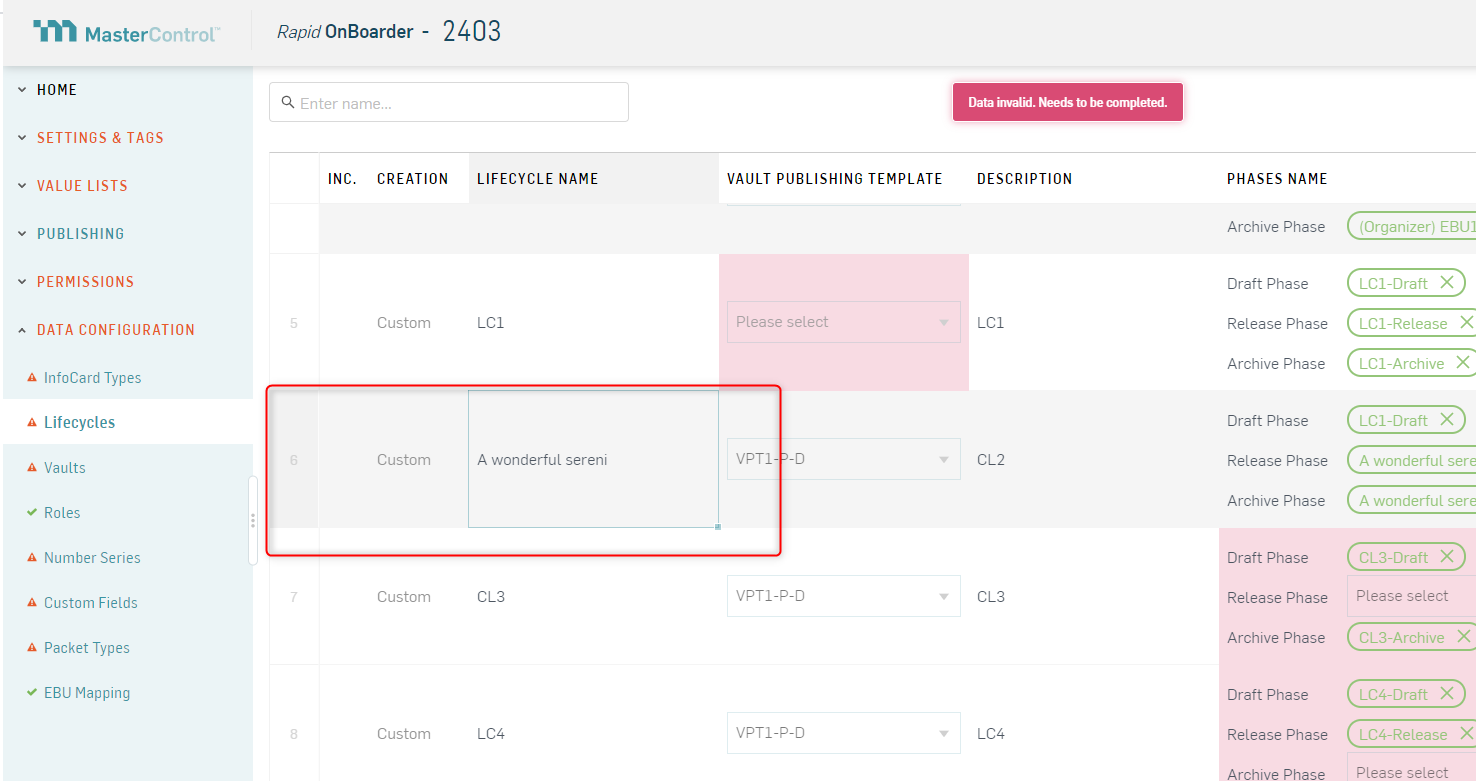 MasterControl™
Rapid OnBoarder - 2403
HOME
SETTINGS & TAGS
VALUE LISTS
PUBLISHING
PERMISSIONS
DATA CONFIGURATION
InfoCard Types
Lifecycles
Vaults
Roles
Number Series
Custom Fields
Packet Types
EBU Mapping
Enter name...
Data invalid. Needs to be completed.
INC. CREATION LIFECYCLE NAME VAULT PUBLISHING TEMPLATE DESCRIPTION PHASES NAME
Archive Phase (Organizer) EBU1
Draft Phase LC1-Draft
5 Custom LC1 Please select LC1 Release Phase LC1-Release
Archive Phase LC1-Archive
Draft Phase LC1-Draft
6 Custom A wonderful sereni VPT1-P-D CL2 Release Phase A wonderful sere
Archive Phase A wonderful sere
Draft Phase CL3-Draft
7 Custom CL3 VPT1-P-D CL3 Release Phase Please select
Archive Phase CL3-Archive
Draft Phase LC4-Draft
8 Custom LC4 VPT1-P-D LC4 Release Phase LC4-Release
Archive Phase Please select